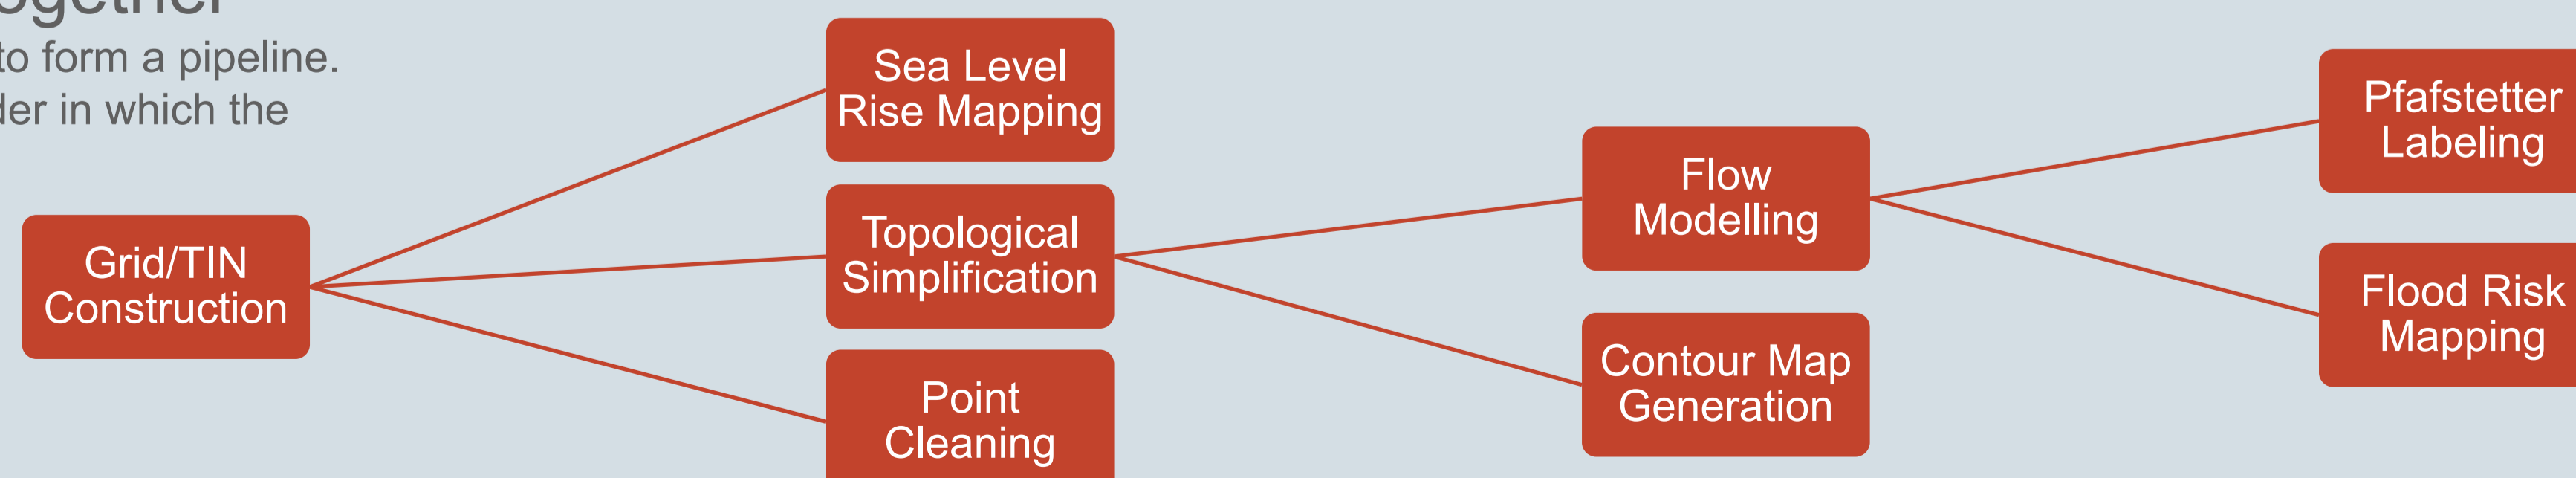 to form a pipeline.
in which the
Sea Level
Rise Mapping
Grid/TIN
Construction
Topological
Simplification
Point
Cleaning
Flow
Modelling
Contour Map
Generation
Pfafstetter
Labeling
Flood Risk
Mapping